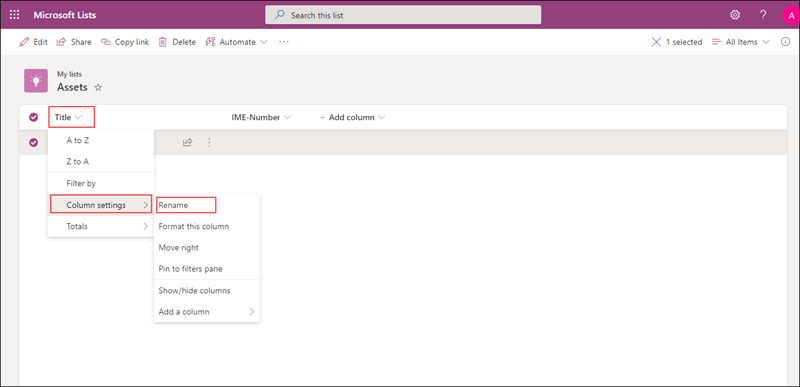 Microsoft Lists
Search this list
?
A
Edit
Share
Copy link
Delete
Automate
1 selected
All Items
My lists
Assets
Title
IME-Number
+ Add column
A to Z
Z to A
Filter by
Column settings
Totals
Rename
Format this column
Move right
Pin to filters pane
Show/hide columns
Add a column